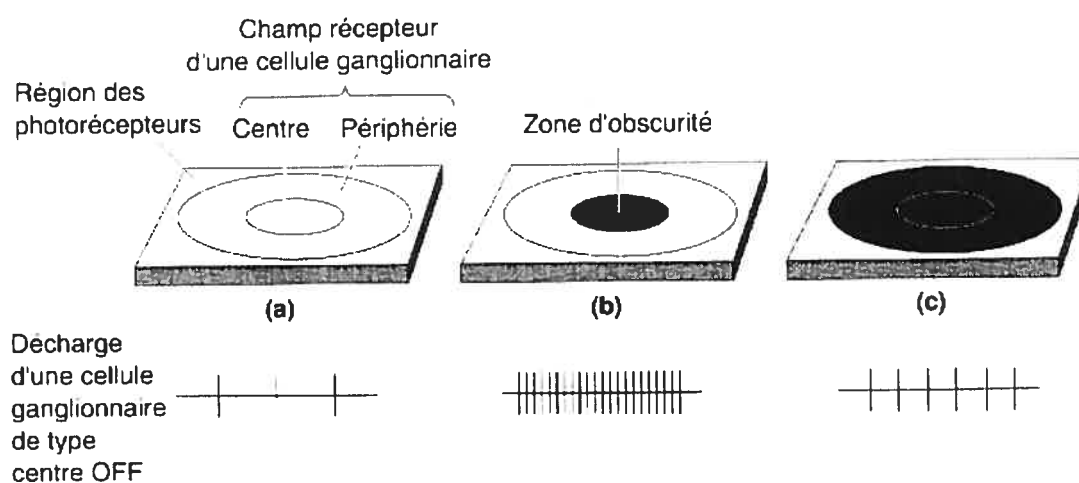 Champ récepteur
d'une cellule ganglionnaire
Région des
photorécepteurs
Centre
Périphérie
Zone d'obscurité
(a)
(b)
(c)
Décharge
d'une cellule
ganglionnaire
de type
centre OFF